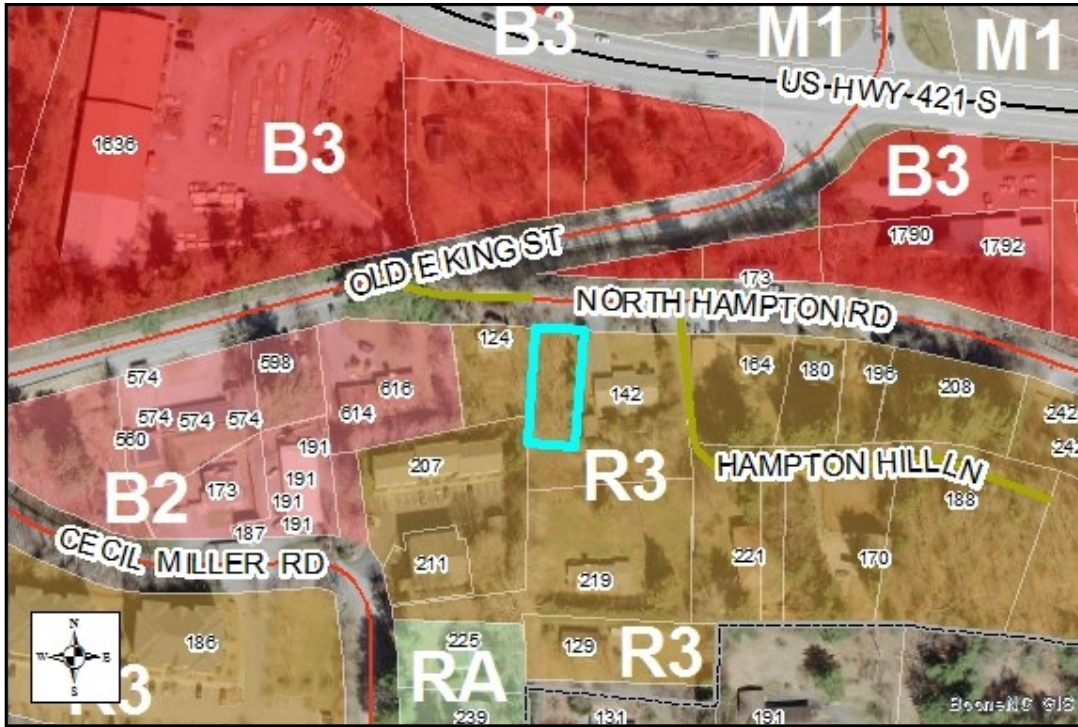 B3
M1
M1
US HWY 421 S
1636
B3
B3
1790
1792
OLD E KING ST
173
NORTH HAMPTON RD
124
598
574
616
164
180
196
208
142
614
242
574
574
574
560
191
242
HAMPTON HILL LN
207
R3
188
173
191
B2
191
187
191
CECIL MILLER RD
211
221
170
219
N
W
E
S
186
R3
225
129
R3
RA
239
131
191
Boone NC GIS